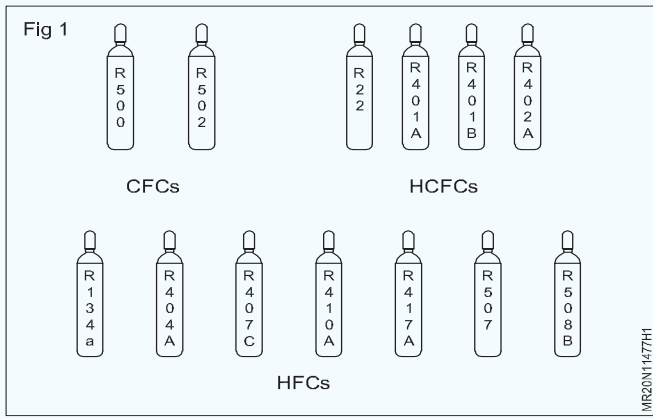 Fig 1
R500
R502
R22
R401A
R401B
R402A
CFCs
HCFCs
R134a
R404A
R407C
R410A
R417A
R507
R508B
HFCs
MR20N11477H1